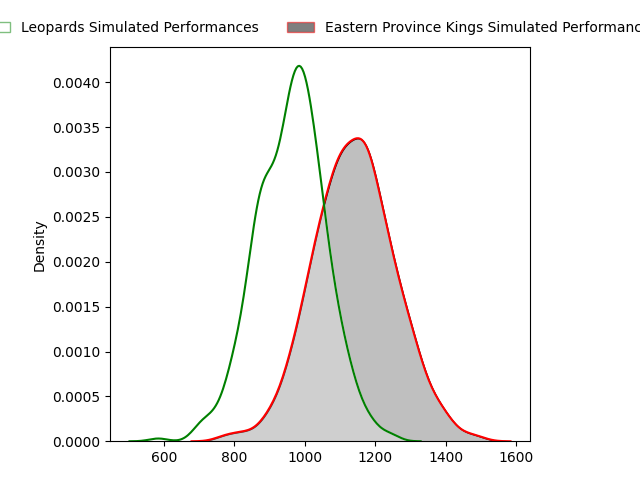 Leopards Simulated Performances
Eastern Province Kings Simulated Performanc
Density
0.0040
0.0035
0.0030
0.0025
0.0020
0.0015
0.0010
0.0005
0.0000
600 800 1000 1200 1400 1600